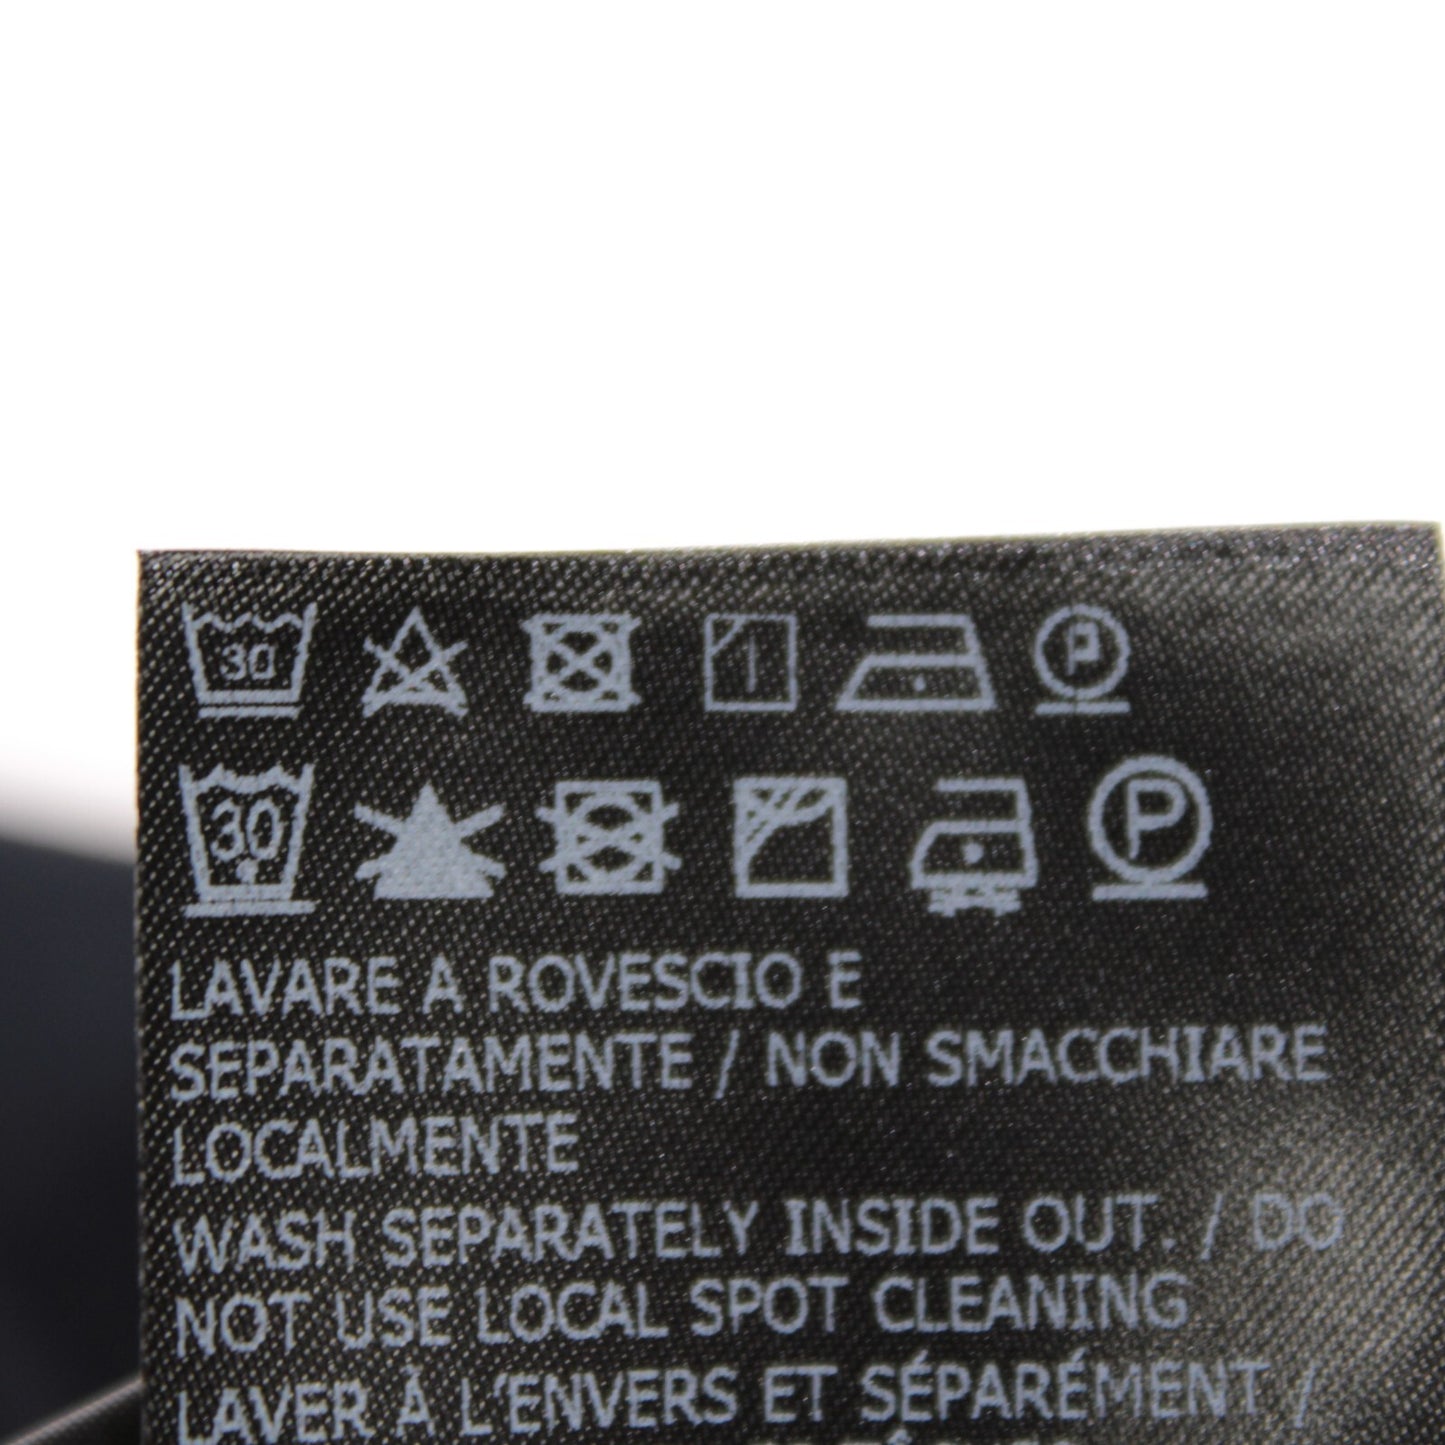 30 P
30 P
LAVARE A ROVESCIO E
SEPARATAMENTE / NON SMACCHIARE
LOCALMENTE
WASH SEPARATELY INSIDE OUT. / DO
NOT USE LOCAL SPOT CLEANING
LAVER À L'ENVERS ET SÉPARÉMENT /